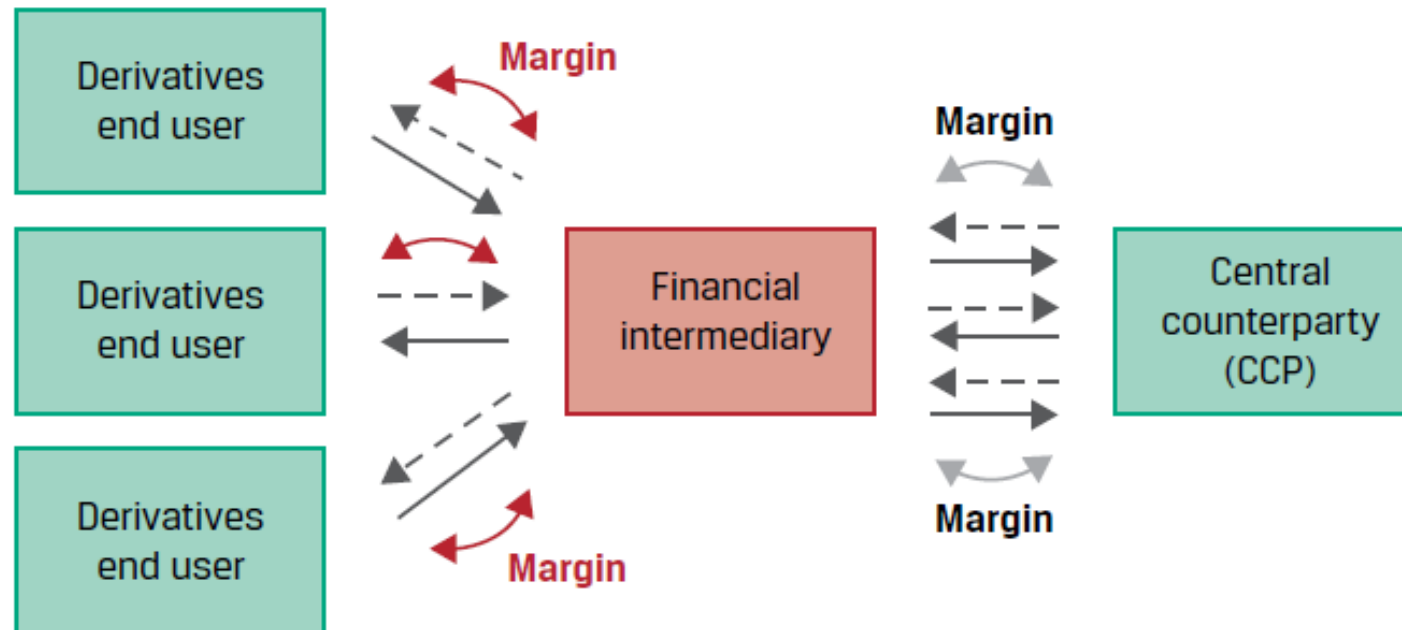 Derivatives
end user
Margin
Margin
Derivatives
end user
Financial
intermediary
Central
counterparty
(CCP)
Derivatives
end user
Margin
Margin